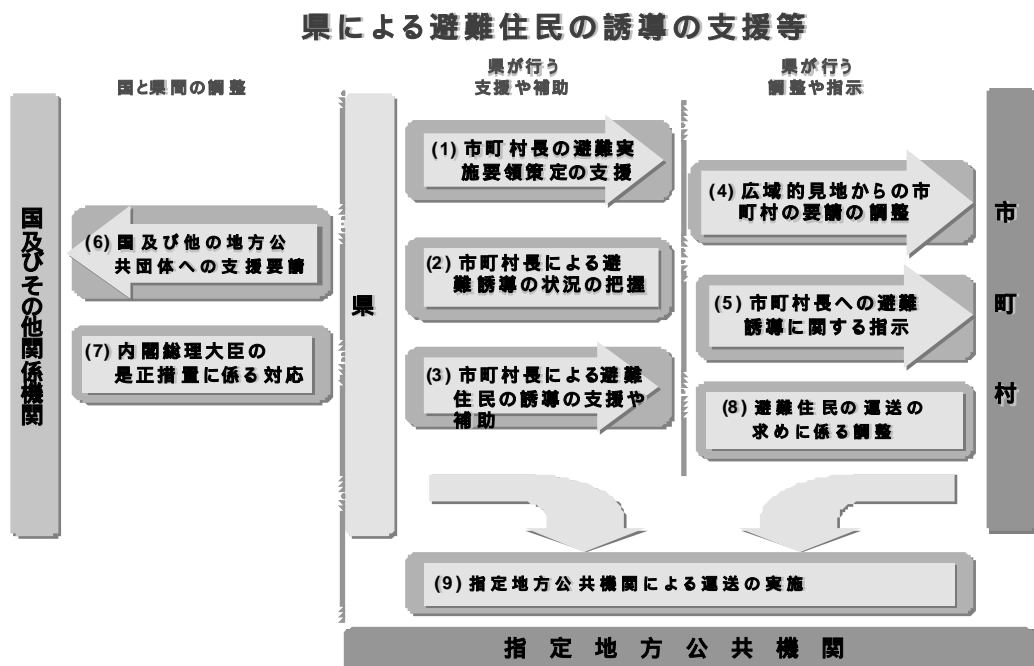 県による避難住民の誘導の支援等
国と県間の調整
県が行う
支援や補助
県が行う
調整や指示
国及びその他関係機関
県
市町村
(1) 市町村長の避難実
施要領策定の支援
(2) 市町村長による避
難誘導の状況の把握
(3) 市町村長による避難
住民の誘導の支援や
補助
(4) 広域的見地からの市
町村の要請の調整
(5) 市町村長への避難
誘導に関する指示
(6) 国及び他の地方公
共団体への支援要請
(7) 内閣総理大臣の
是正措置に係る対応
(8) 避難住民の運送の
求めに係る調整
(9) 指定地方公共機関による運送の実施
指定地方公共機関